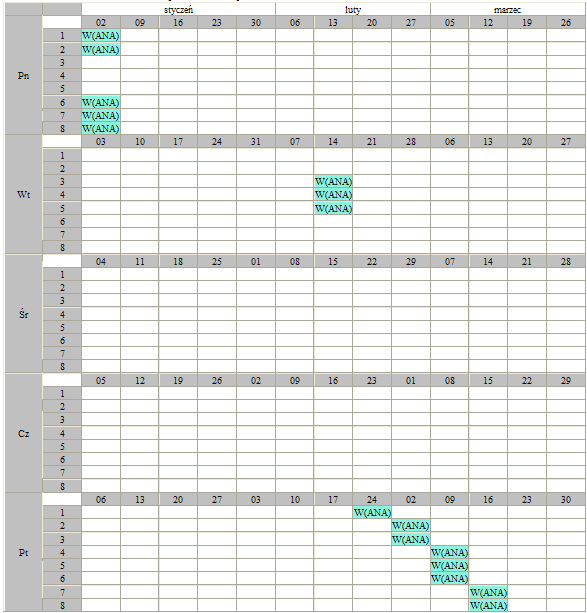 styczeń luty marzec
02 09 16 23 30 06 13 20 27 05 12 19 26
Pn
1 W(ANA)
2 W(ANA)
3
4
5
6 W(ANA)
7 W(ANA)
8 W(ANA)
03 10 17 24 31 07 14 21 28 06 13 20 27
Wt
1
2
3 W(ANA)
4 W(ANA)
5 W(ANA)
6
7
8
04 11 18 25 01 08 15 22 29 07 14 21 28
Śr
1
2
3
4
5
6
7
8
05 12 19 26 02 09 16 23 01 08 15 22 29
Cz
1
2
3
4
5
6
7
8
06 13 20 27 03 10 17 24 02 09 16 23 30
Pt
1 W(ANA)
2 W(ANA)
3 W(ANA)
4 W(ANA)
5 W(ANA)
6 W(ANA)
7 W(ANA)
8 W(ANA)